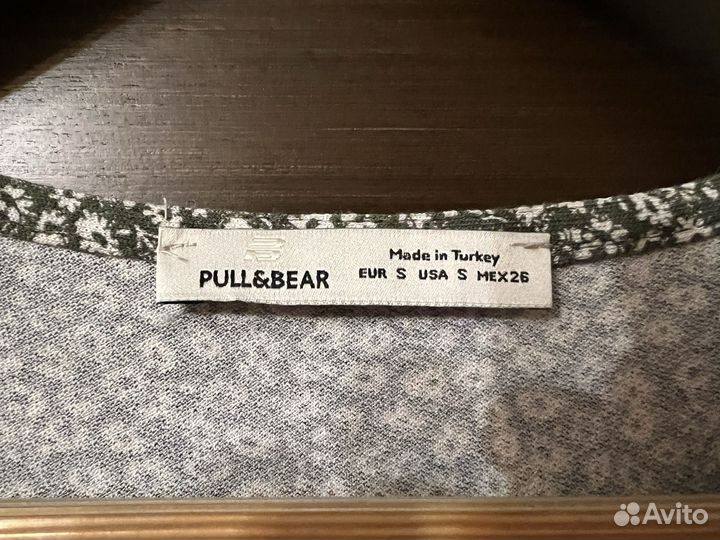 PULL&BEAR
Made in Turkey
EUR S USA S MEX26
Avito